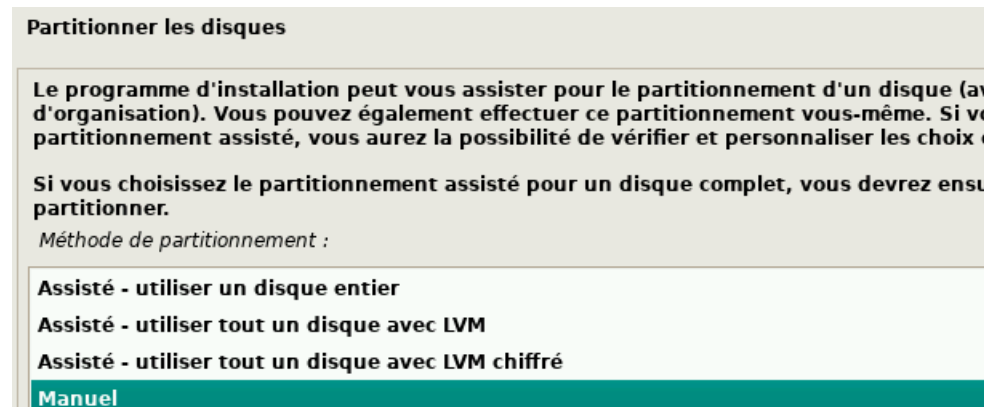 Partitionner les disques
Le programme d'installation peut vous assister pour le partitionnement d'un disque
d'organisation). Vous pouvez également effectuer ce partitionnement vous-même. Si
partitionnement assisté, vous aurez la possibilité de vérifier et personnaliser les choix
Si vous choisissez le partitionnement assisté pour un disque complet, vous devrez
partitionner.
Méthode de partitionnement :
Assisté - utiliser un disque entier
Assisté - utiliser tout un disque avec LVM
Assisté - utiliser tout un disque avec LVM chiffré
Manuel